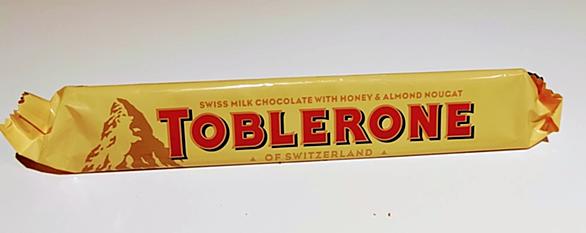 SWISS MILK CHOCOLATE WITH HONEY & ALMOND NOUGAT
TOBLERONE
OF SWITZERLAND